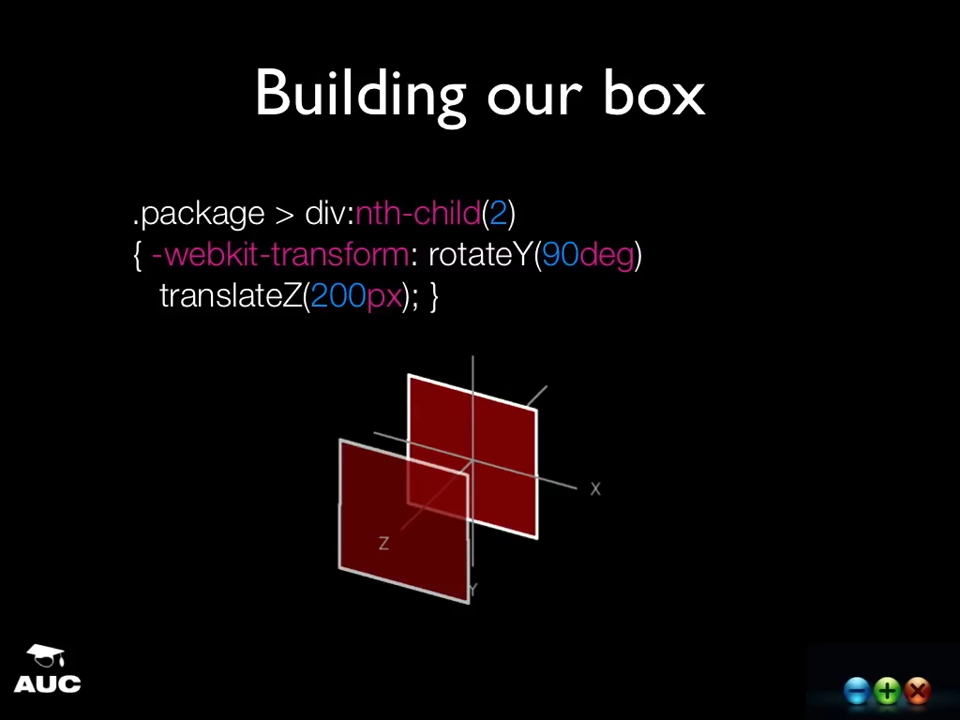 Building our box
.package > div:nth-child(2)
{ -webkit-transform: rotateY(90deg)
translateZ(200px); }
X
Z
Y
AUC